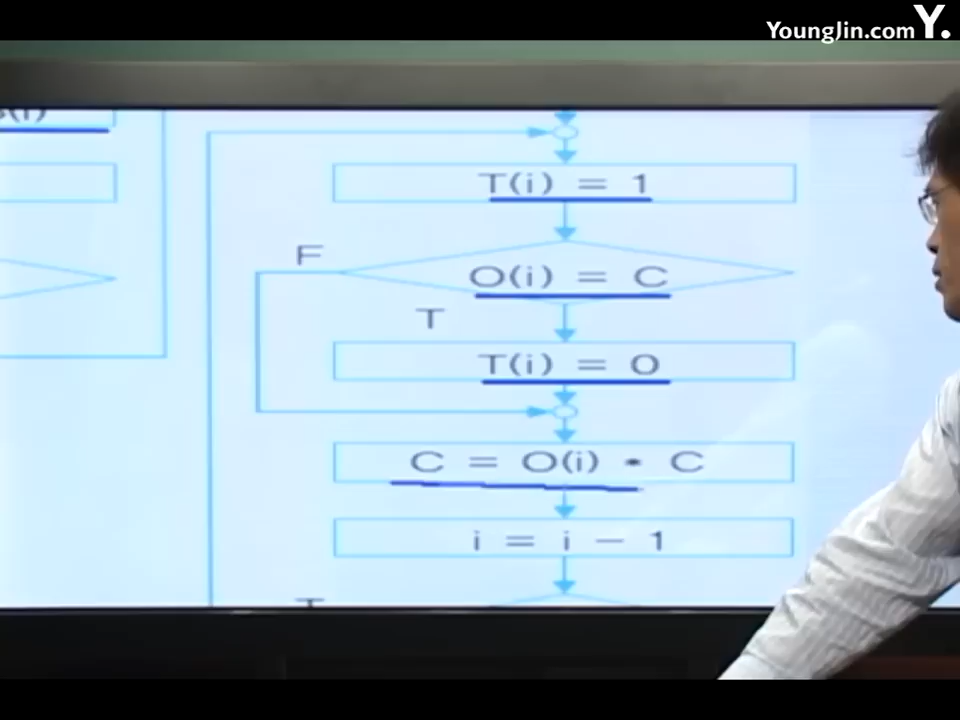 YoungJin.com Y.
T(i) = 1
F
O(i) = C
T
T(i) = 0
C = O(i) • C
i = i - 1